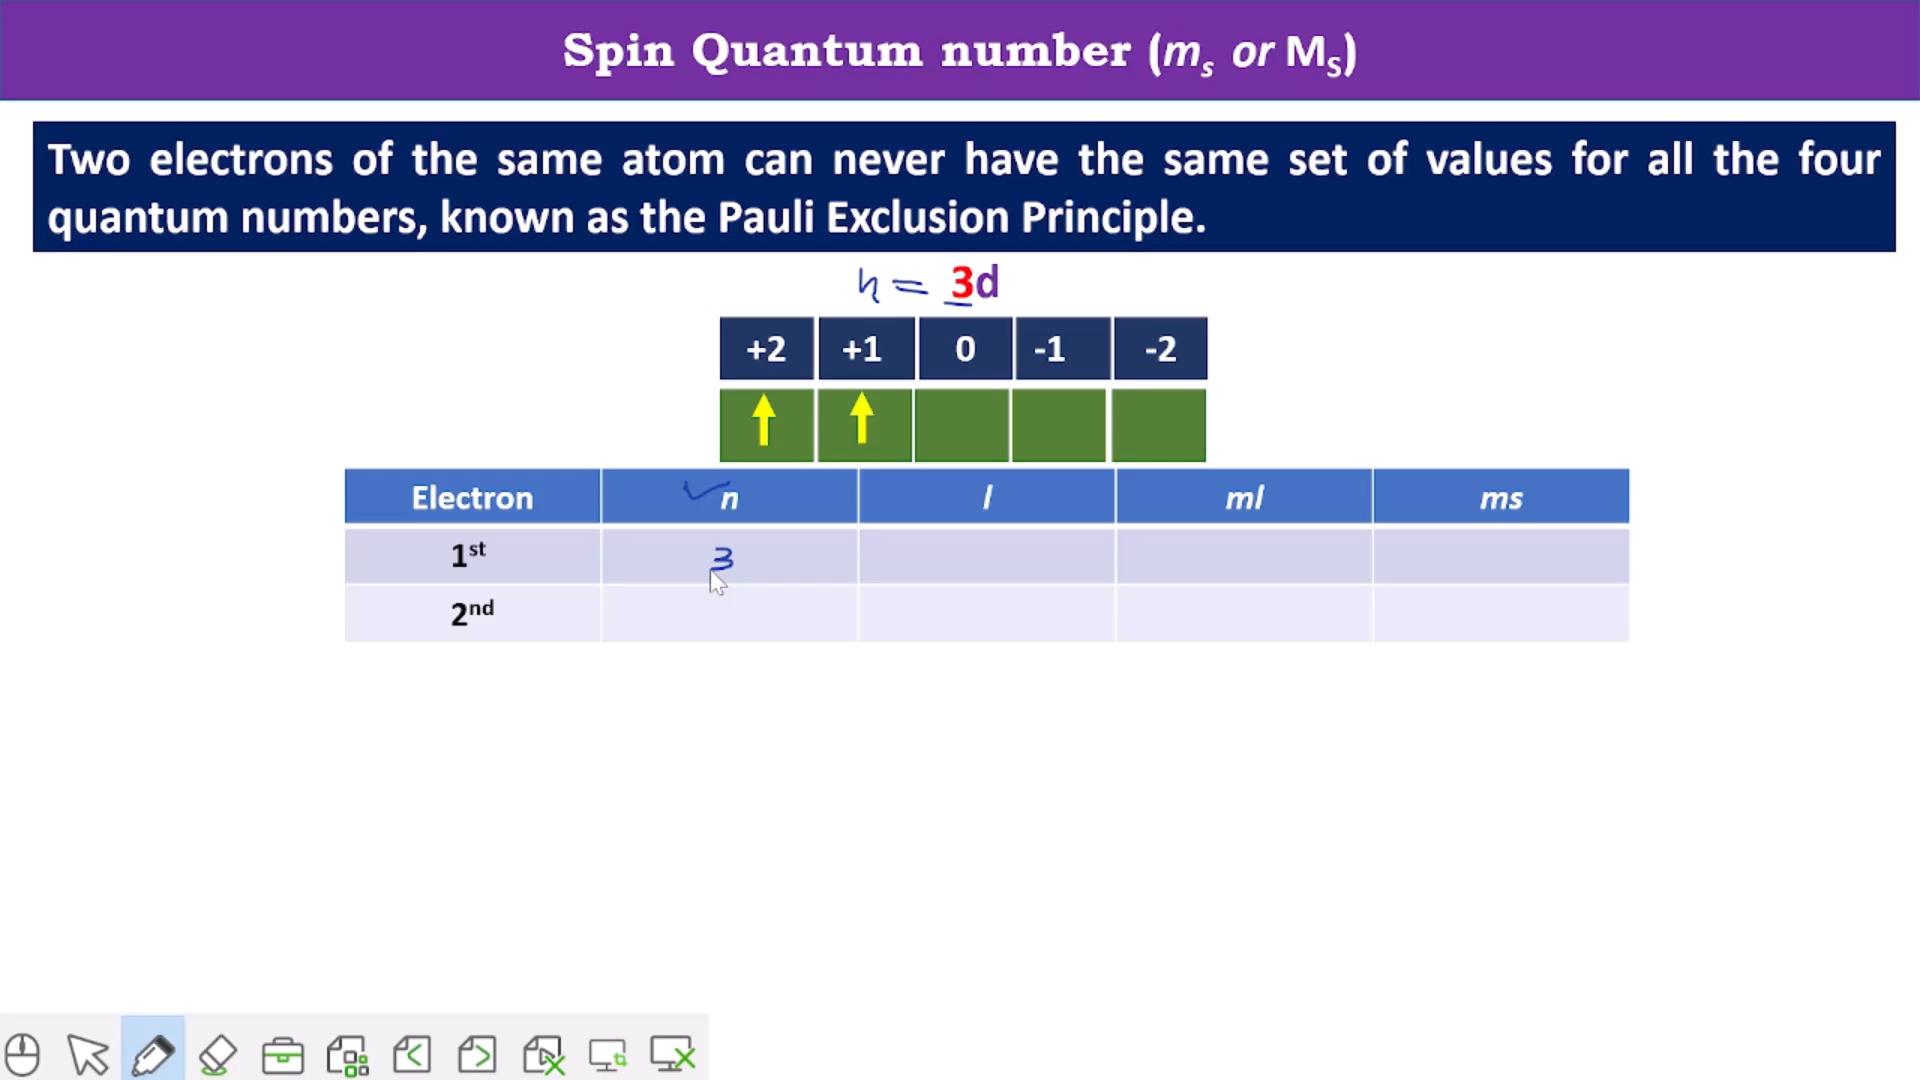 Spin Quantum number (ms or MS)
Two electrons of the same atom can never have the same set of values for all the four
quantum numbers, known as the Pauli Exclusion Principle.
n = 3d
+2 +1 0 -1 -2
Electron n l ml ms
1st 3
2nd